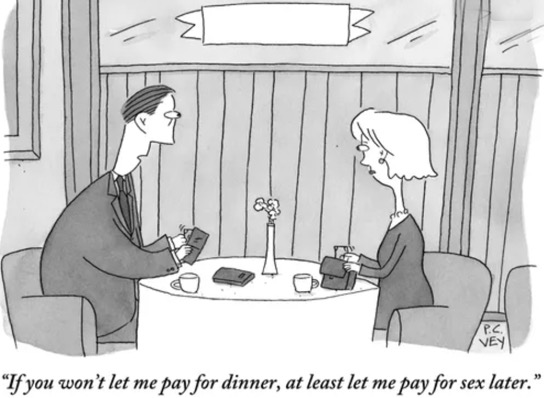 P.C.
VEY
“If you won’t let me pay for dinner, at least let me pay for sex later.”